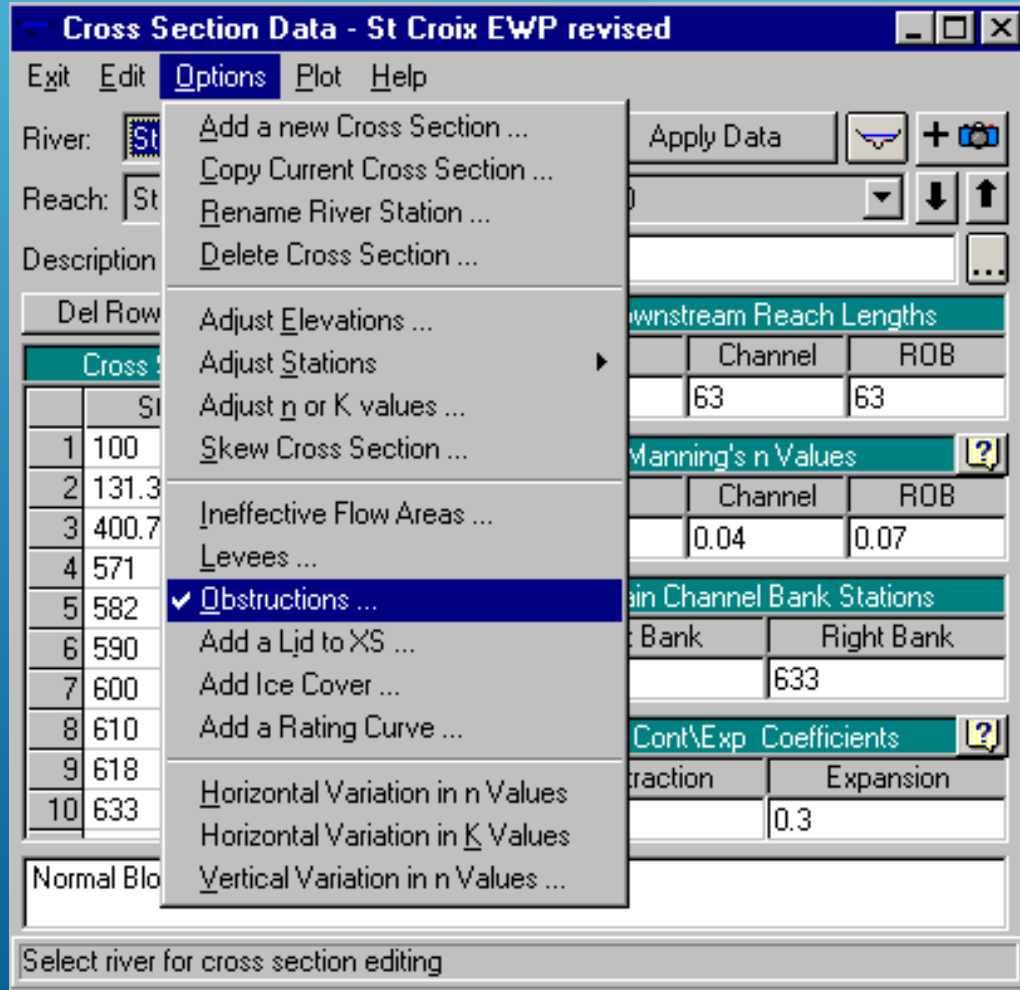 Cross Section Data - St Croix EWP revised
Exit Edit Options Plot Help
River: St
Apply Data
Reach: St
Description
Del Row
Add a new Cross Section ...
Copy Current Cross Section ...
Rename River Station ...
Delete Cross Section ...
Adjust Elevations ...
Adjust Stations
Adjust n or K values ...
Skew Cross Section ...
Ineffective Flow Areas ...
Levees ...
Obstructions ...
Add a Lid to XS ...
Add Ice Cover ...
Add a Rating Curve ...
Horizontal Variation in n Values
Horizontal Variation in K Values
Vertical Variation in n Values ...
Cross
St
1 100
2 131.3
3 400.7
4 571
5 582
6 590
7 600
8 610
9 618
10 633
ownstream Reach Lengths
Channel ROB
63 63
Manning's n Values
Channel ROB
0.04 0.07
ain Channel Bank Stations
Bank Right Bank
633
Cont\Exp Coefficients
raction Expansion
0.3
Normal Blo
Select river for cross section editing